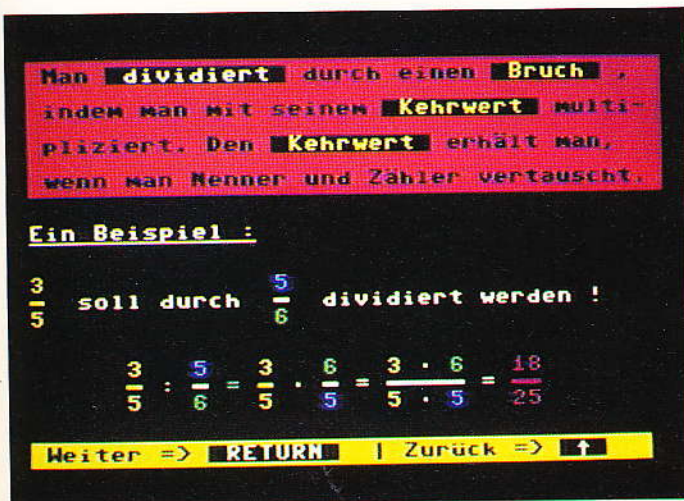 Man dividiert durch einen Bruch ,
indem man mit seinem Kehrwert multi-
pliziert. Den Kehrwert erhält man,
wenn man Nenner und Zähler vertauscht.
Ein Beispiel :
3/5 soll durch 5/6 dividiert werden !
3/5 : 5/6 = 3/5 · 6/5 = 3 · 6 / 5 · 5 = 18/25
Weiter => RETURN | Zurück => ↑